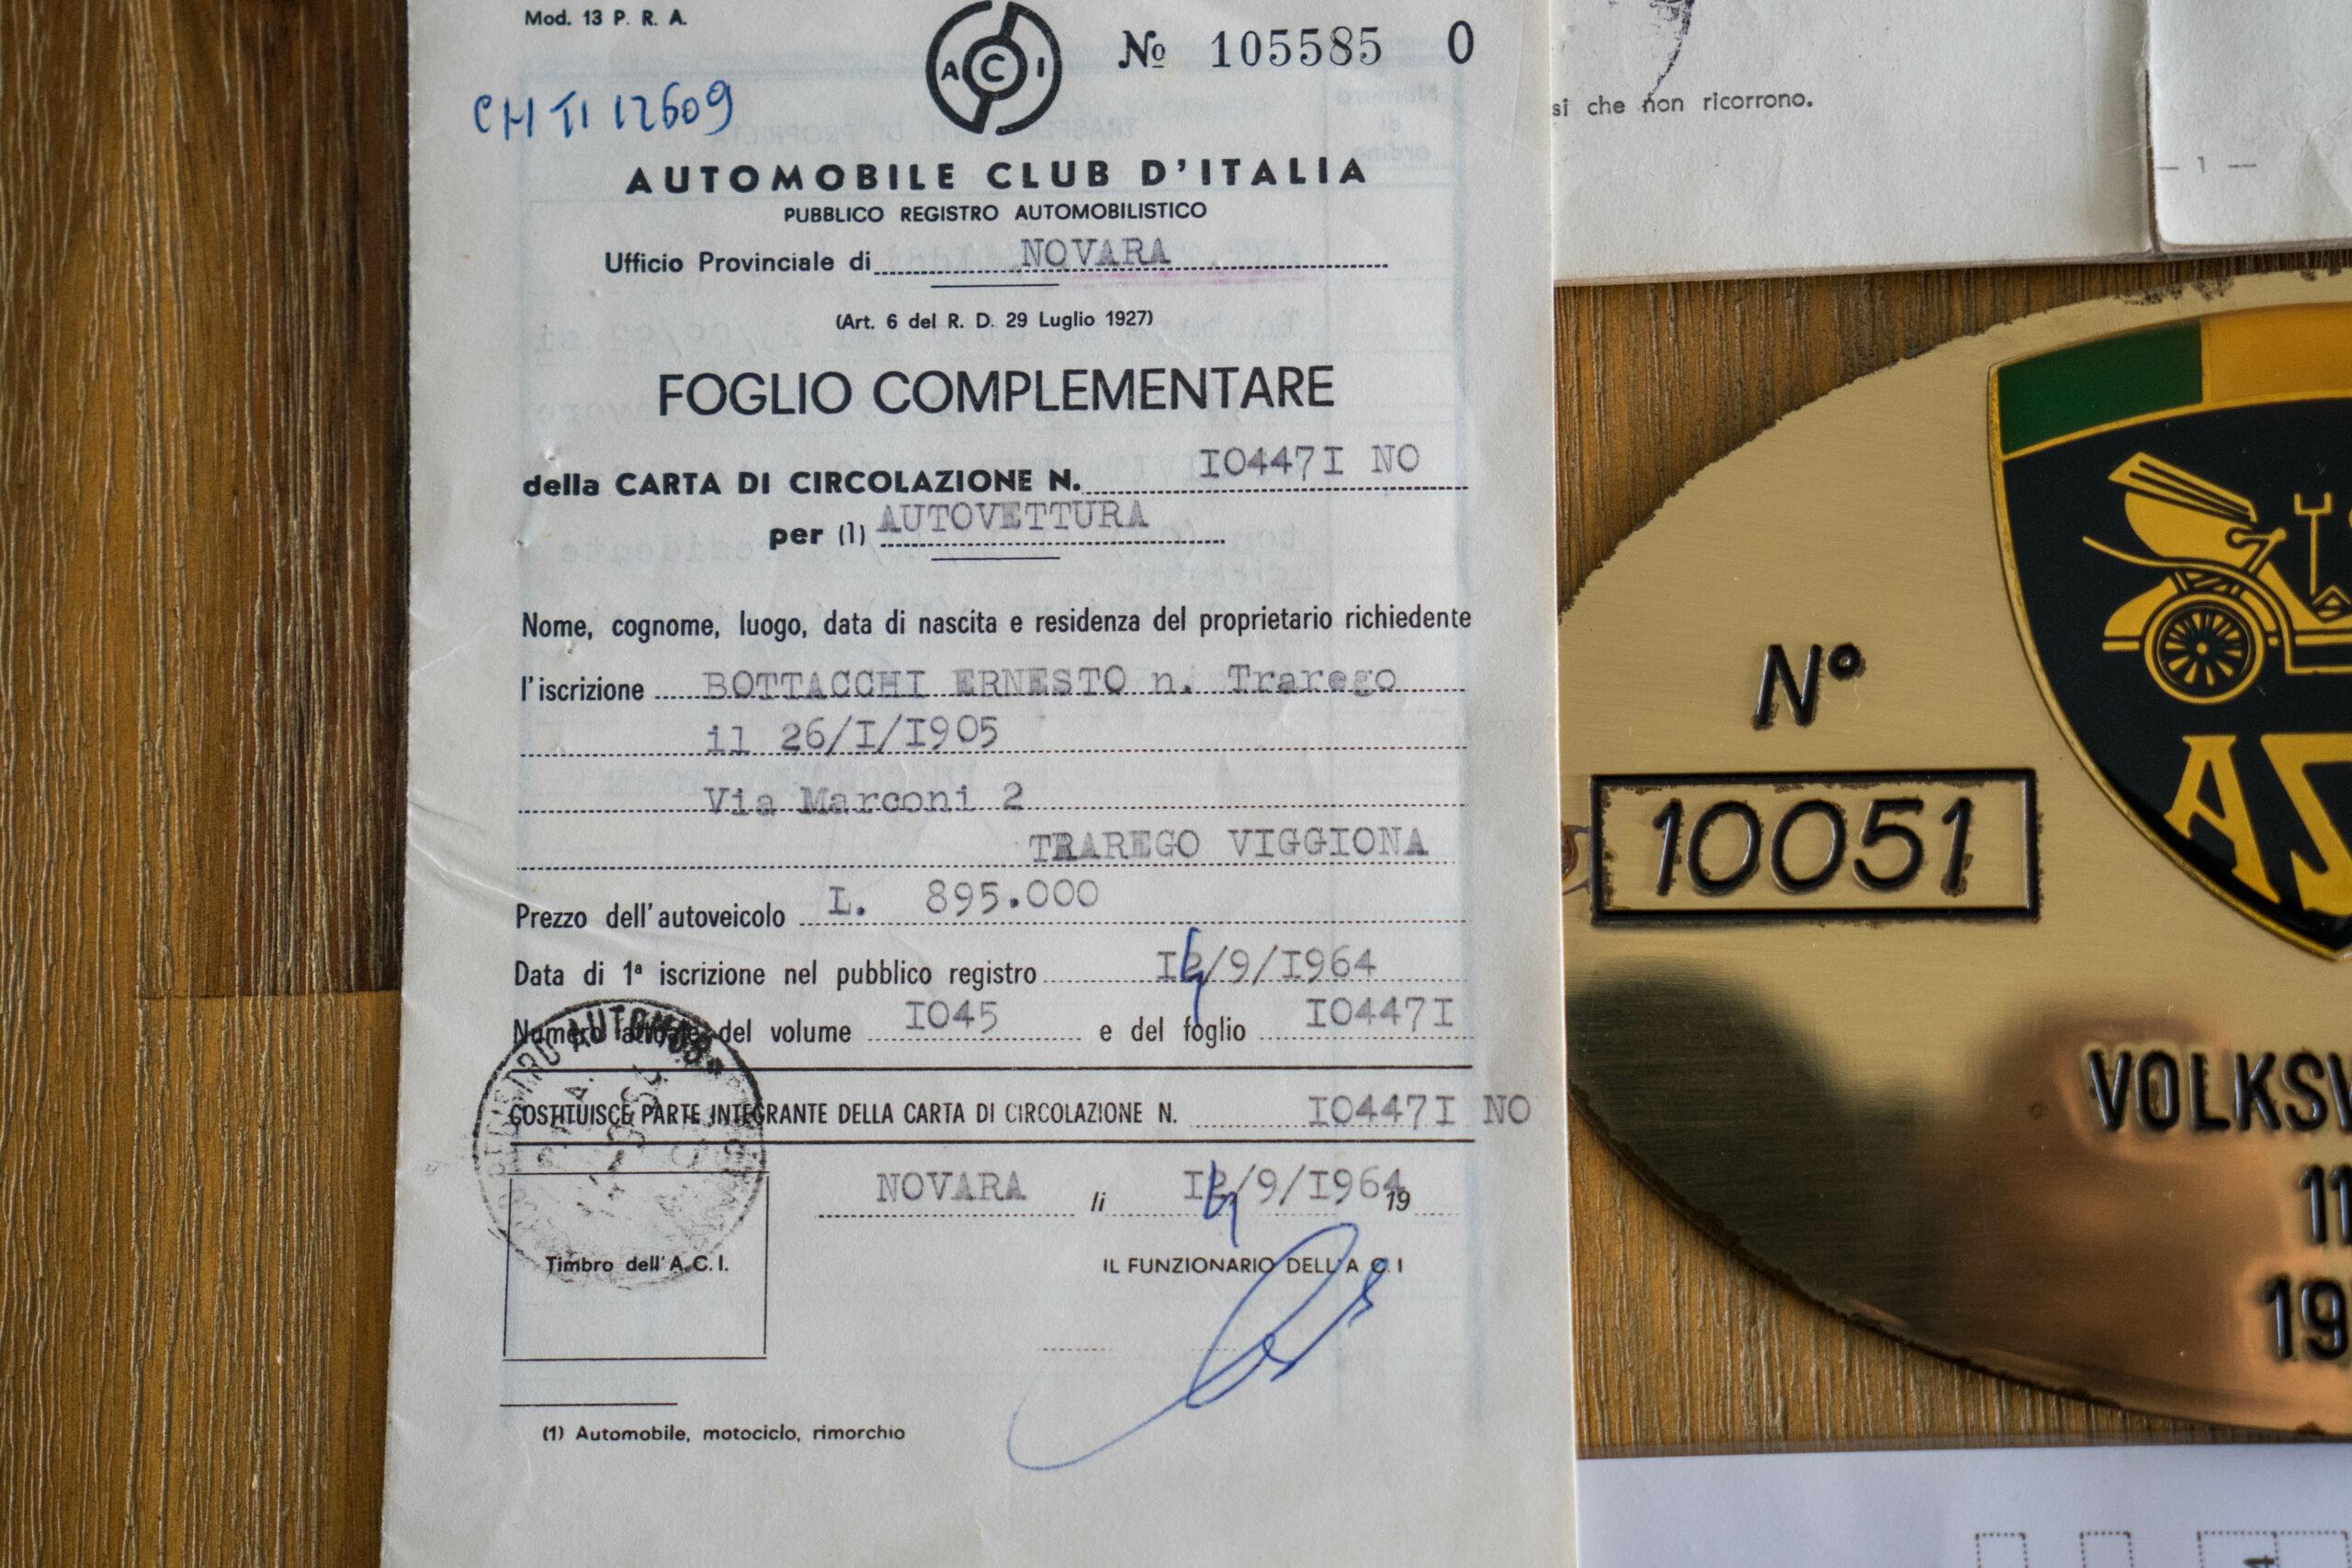 Mod. 13 P. R. A.
A C I
№ 105585 0
CH TI 12609
AUTOMOBILE CLUB D'ITALIA
PUBBLICO REGISTRO AUTOMOBILISTICO
Ufficio Provinciale di NOVARA
(Art. 6 del R. D. 29 Luglio 1927)
FOGLIO COMPLEMENTARE
della CARTA DI CIRCOLAZIONE N. I0447I NO
per (1) AUTOVETTURA
Nome, cognome, luogo, data di nascita e residenza del proprietario richiedente
l'iscrizione BOTTACCHI ERNESTO n. Trarego
il 26/I/I905
Via Marconi 2
TRAREGO VIGGIONA
Prezzo dell'autoveicolo L. 895.000
Data di 1ª iscrizione nel pubblico registro I4/9/I964
Numero del volume I045 e del foglio I0447I
COSTITUISCE PARTE INTEGRANTE DELLA CARTA DI CIRCOLAZIONE N. I0447I NO
NOVARA li I4/9/I964 19
Timbro dell'A.C.I.
IL FUNZIONARIO DELL'A C I
(1) Automobile, motociclo, rimorchio
si che non ricorrono.
— 1 —
N°
10051
AS
VOLKSV
11
19